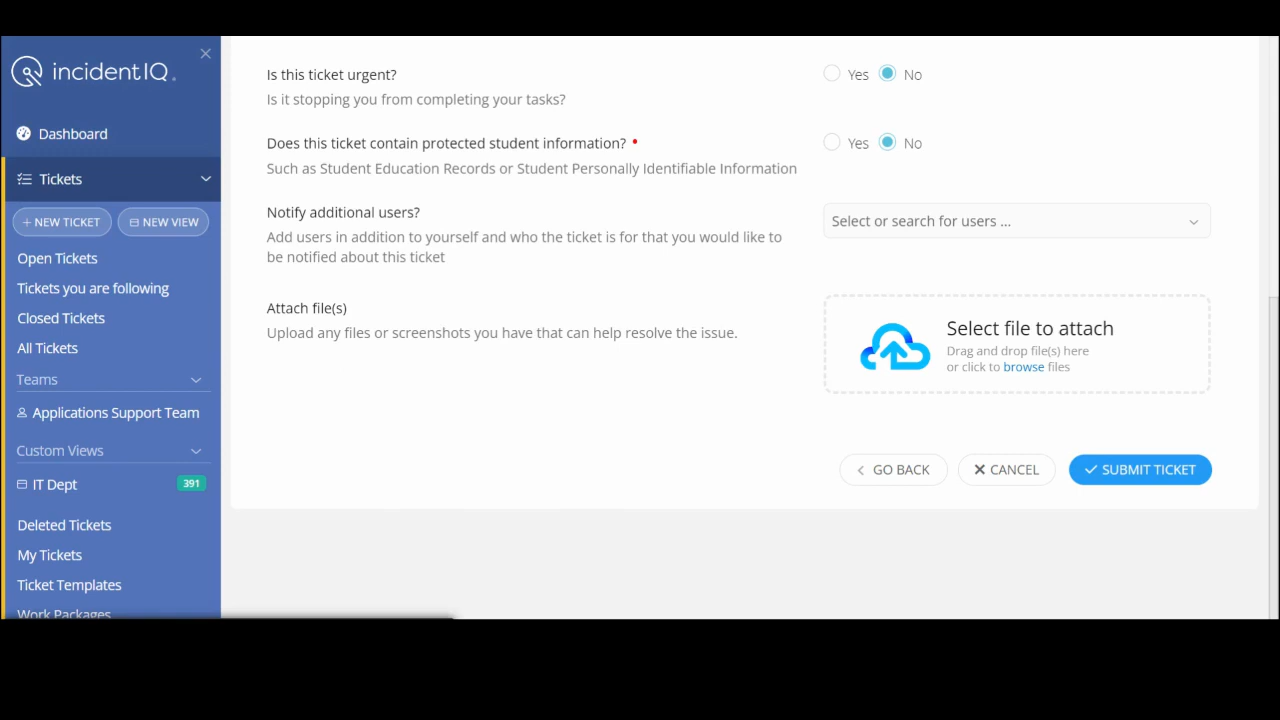 incidentIQ.
Dashboard
Tickets
NEW TICKET
NEW VIEW
Open Tickets
Tickets you are following
Closed Tickets
All Tickets
Teams
Applications Support Team
Custom Views
IT Dept
391
Deleted Tickets
My Tickets
Ticket Templates
Work Packages
Is this ticket urgent?
Yes
No
Is it stopping you from completing your tasks?
Does this ticket contain protected student information? •
Yes
No
Such as Student Education Records or Student Personally Identifiable Information
Notify additional users?
Select or search for users ...
Add users in addition to yourself and who the ticket is for that you would like to
be notified about this ticket
Attach file(s)
Upload any files or screenshots you have that can help resolve the issue.
Select file to attach
Drag and drop file(s) here
or click to browse files
GO BACK
CANCEL
SUBMIT TICKET